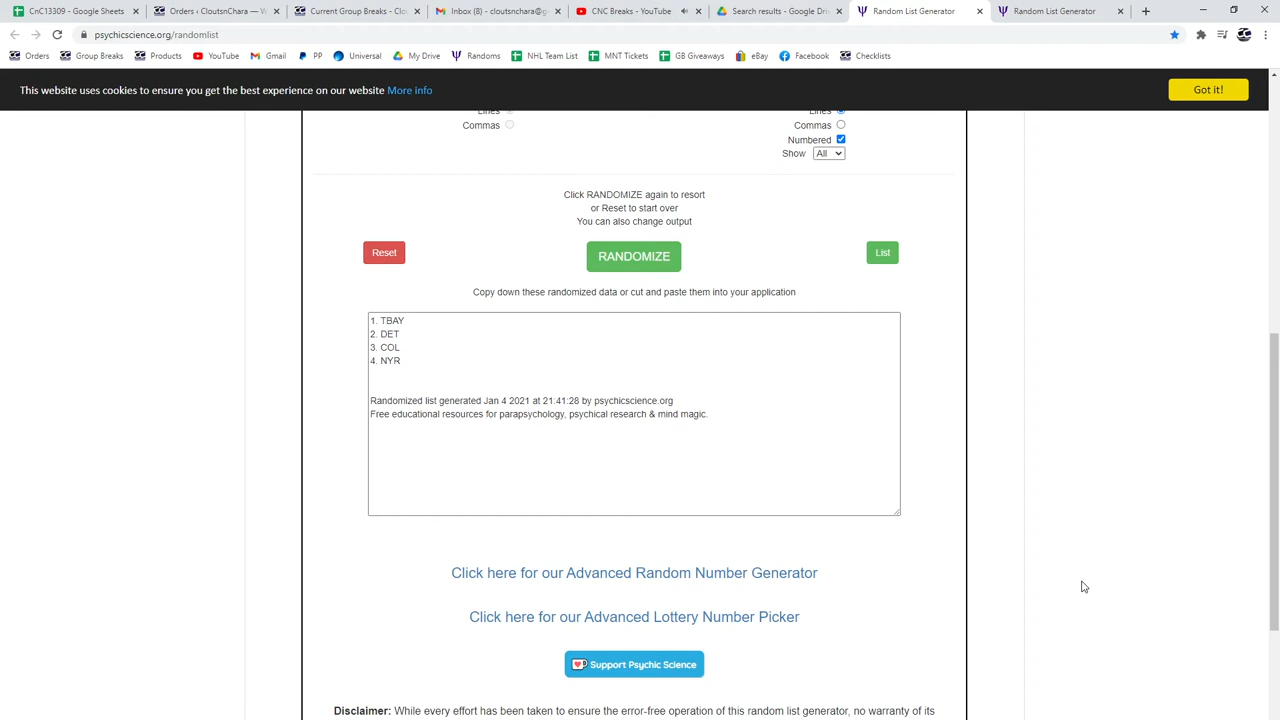 CnC13309 - Google Sheets
Orders ‹ CloutsnChara — W
Current Group Breaks - Clo
Inbox (8) - cloutsnchara@g
CNC Breaks - YouTube
Search results - Google Driv
Random List Generator
Random List Generator
psychicscience.org/randomlist
Orders
Group Breaks
Products
YouTube
Gmail
PP
Universal
My Drive
Randoms
NHL Team List
MNT Tickets
GB Giveaways
eBay
Facebook
Checklists
This website uses cookies to ensure you get the best experience on our website More info
Got it!
Lines
Lines
Commas
Commas
Numbered
Show All
Click RANDOMIZE again to resort
or Reset to start over
You can also change output
Reset
RANDOMIZE
List
Copy down these randomized data or cut and paste them into your application
1. TBAY
2. DET
3. COL
4. NYR
Randomized list generated Jan 4 2021 at 21:41:28 by psychicscience.org
Free educational resources for parapsychology, psychical research & mind magic.
Click here for our Advanced Random Number Generator
Click here for our Advanced Lottery Number Picker
Support Psychic Science
Disclaimer: While every effort has been taken to ensure the error-free operation of this random list generator, no warranty of its